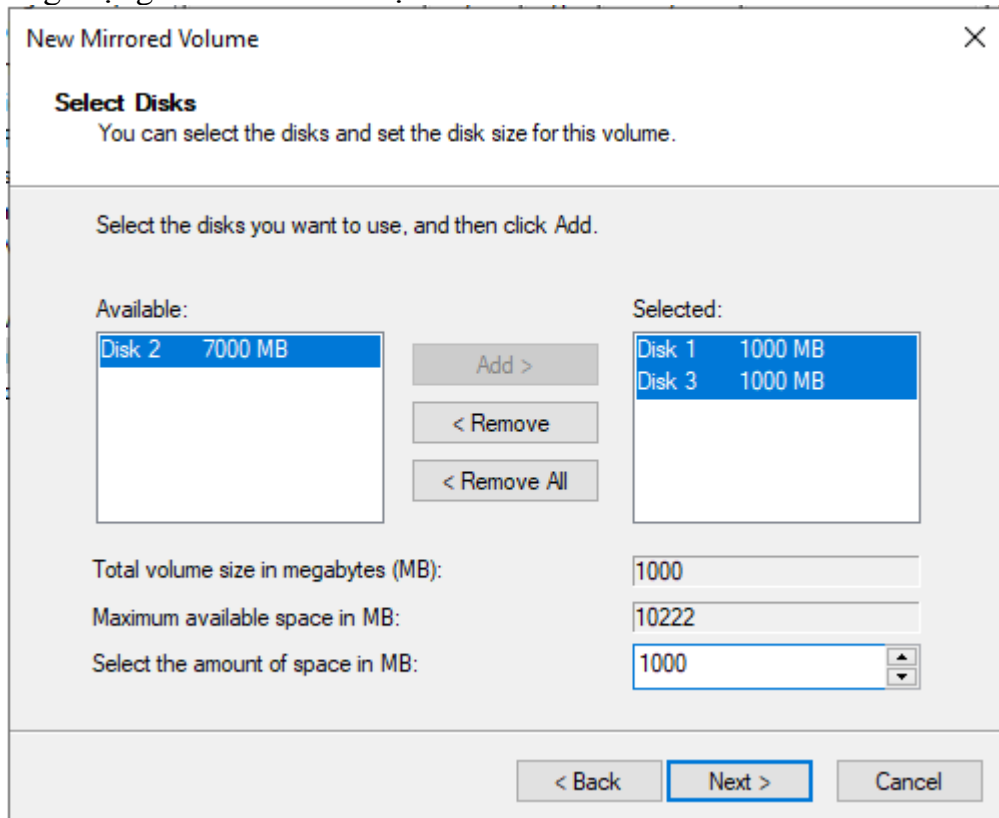 New Mirrored Volume
Select Disks
You can select the disks and set the disk size for this volume.
Select the disks you want to use, and then click Add.
Available:
Selected:
Disk 2 7000 MB
Add >
< Remove
< Remove All
Disk 1 1000 MB
Disk 3 1000 MB
Total volume size in megabytes (MB): 1000
Maximum available space in MB: 10222
Select the amount of space in MB: 1000
< Back
Next >
Cancel